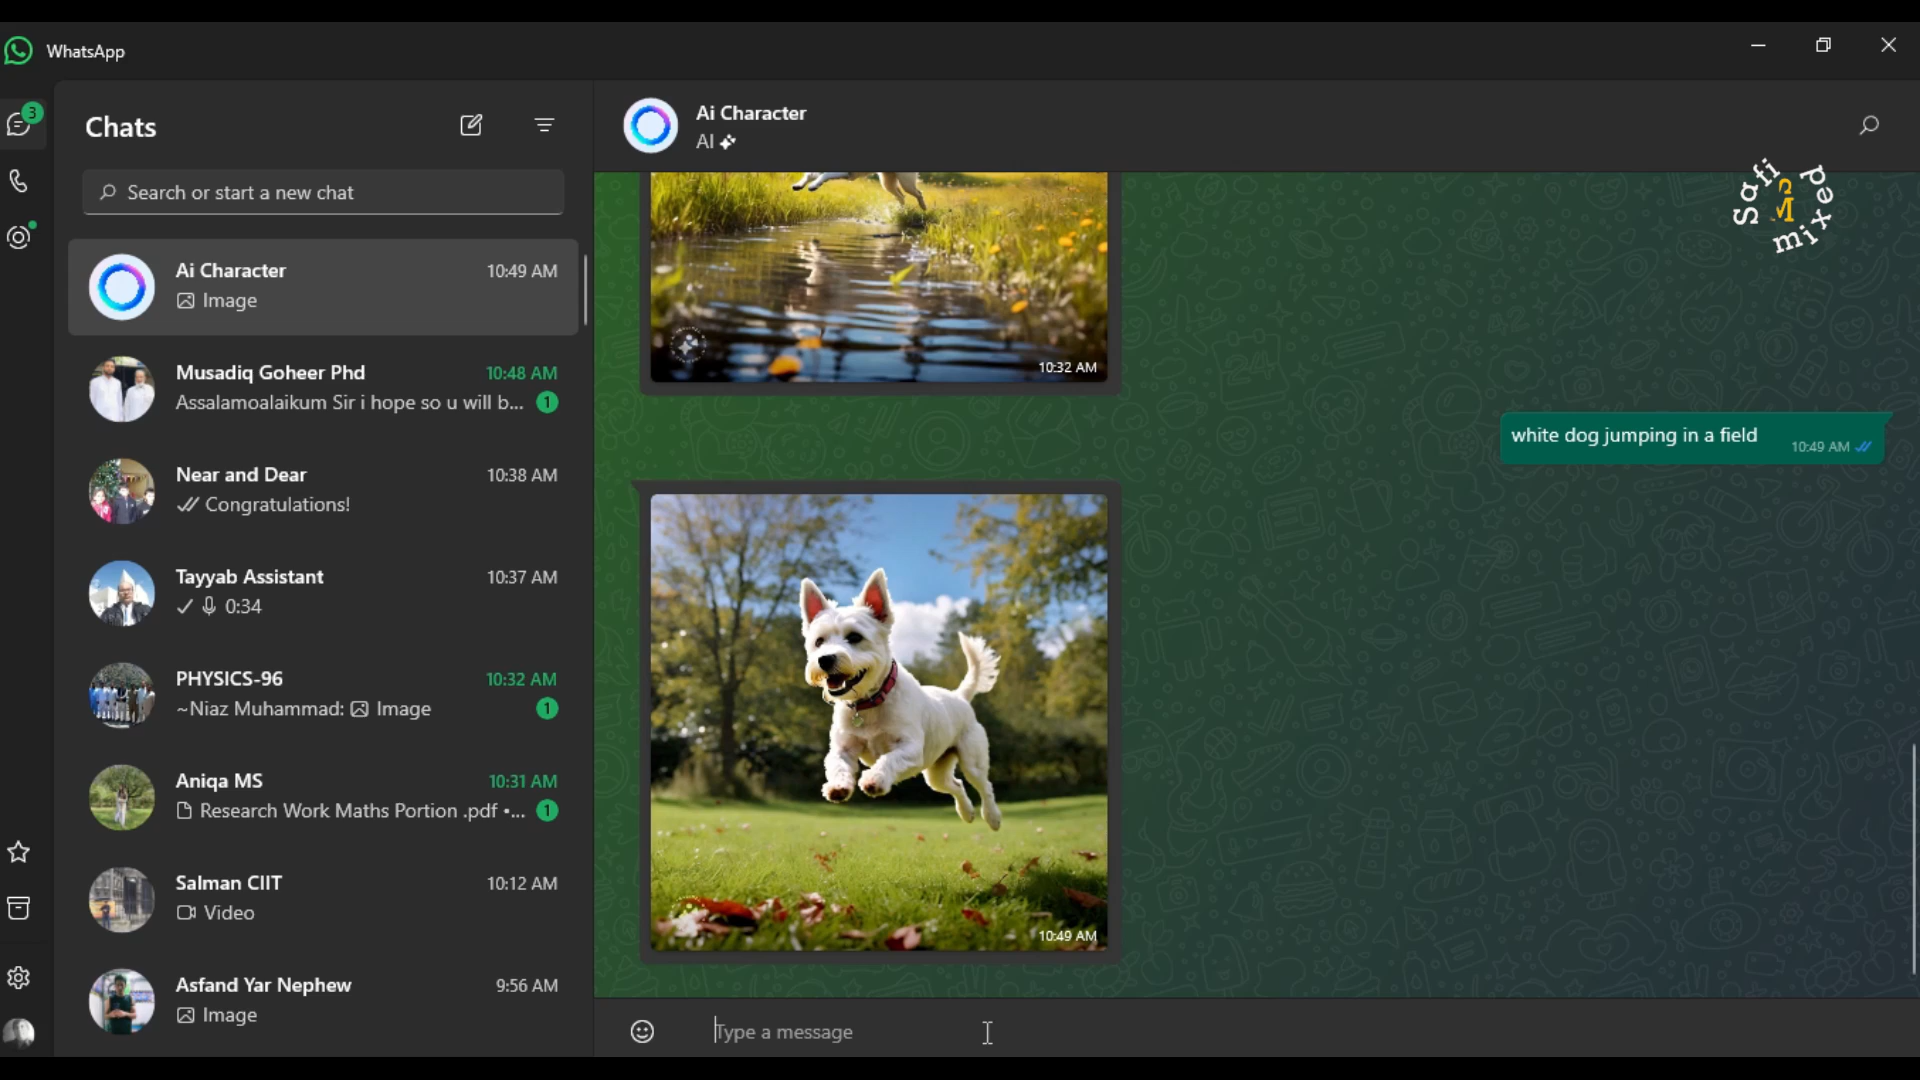 WhatsApp
3
Chats
Search or start a new chat
Ai Character
10:49 AM
Image
Musadiq Goheer Phd
10:48 AM
Assalamoalaikum Sir i hope so u will b...
1
Near and Dear
10:38 AM
Congratulations!
Tayyab Assistant
10:37 AM
0:34
PHYSICS-96
10:32 AM
~Niaz Muhammad: Image
1
Aniqa MS
10:31 AM
Research Work Maths Portion .pdf •...
1
Salman CIIT
10:12 AM
Video
Asfand Yar Nephew
9:56 AM
Image
Ai Character
AI
Safi mixed
10:32 AM
white dog jumping in a field
10:49 AM
10:49 AM
Type a message